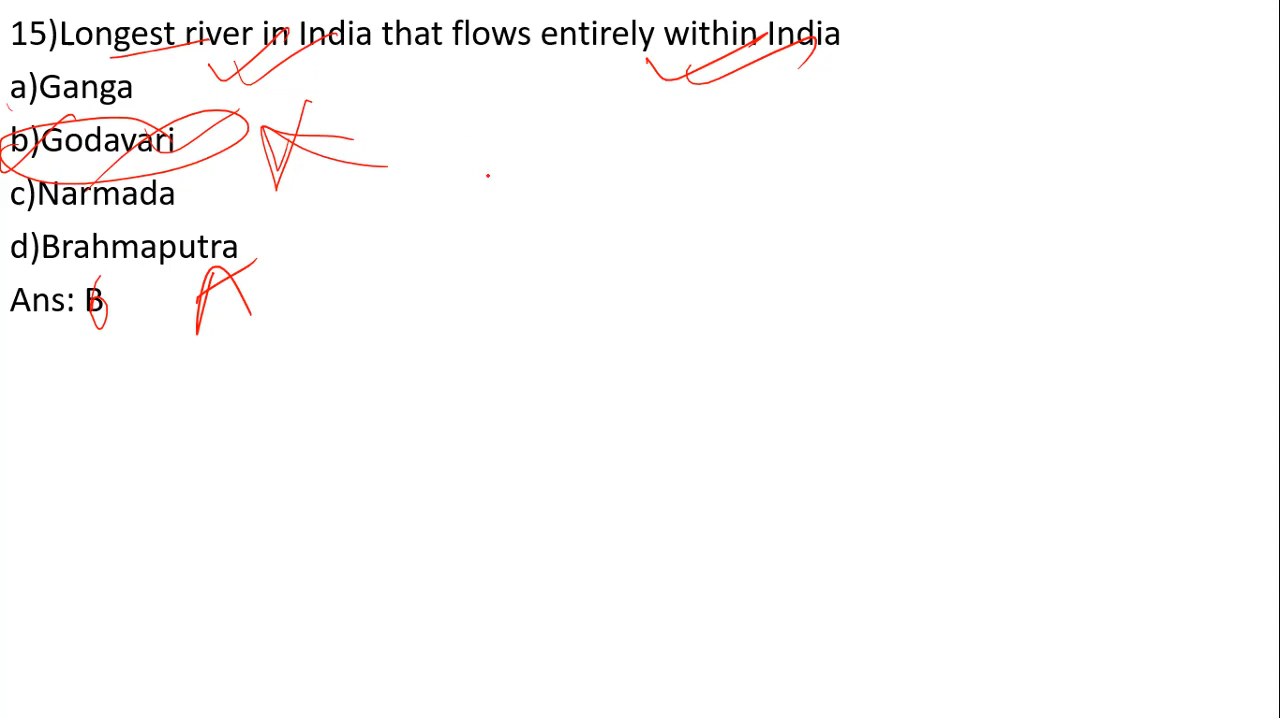 15)Longest river in India that flows entirely within India
a)Ganga
b)Godavari
c)Narmada
d)Brahmaputra
Ans: B A